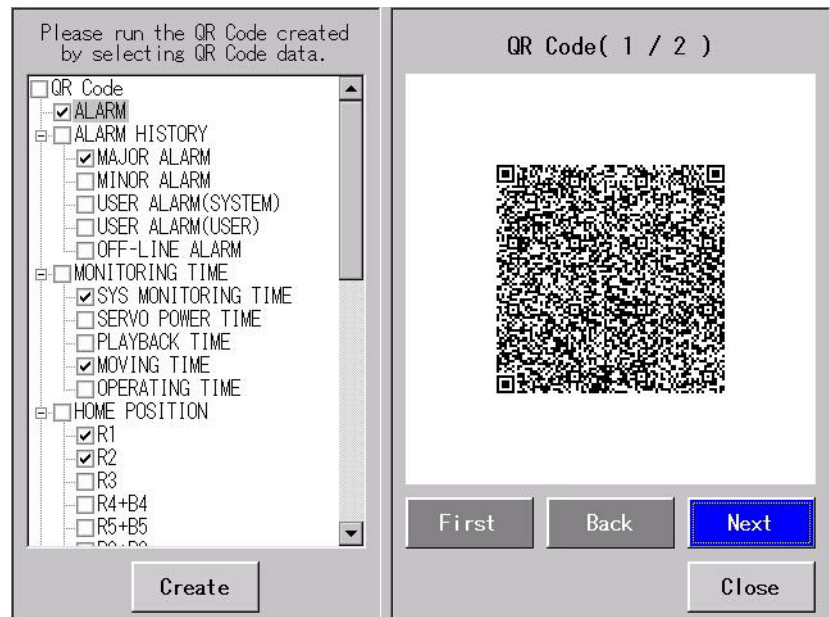 Please run the QR Code created
by selecting QR Code data.
QR Code
ALARM
ALARM HISTORY
MAJOR ALARM
MINOR ALARM
USER ALARM(SYSTEM)
USER ALARM(USER)
OFF-LINE ALARM
MONITORING TIME
SYS MONITORING TIME
SERVO POWER TIME
PLAYBACK TIME
MOVING TIME
OPERATING TIME
HOME POSITION
R1
R2
R3
R4+B4
R5+B5
Create
QR Code( 1 / 2 )
First
Back
Next
Close